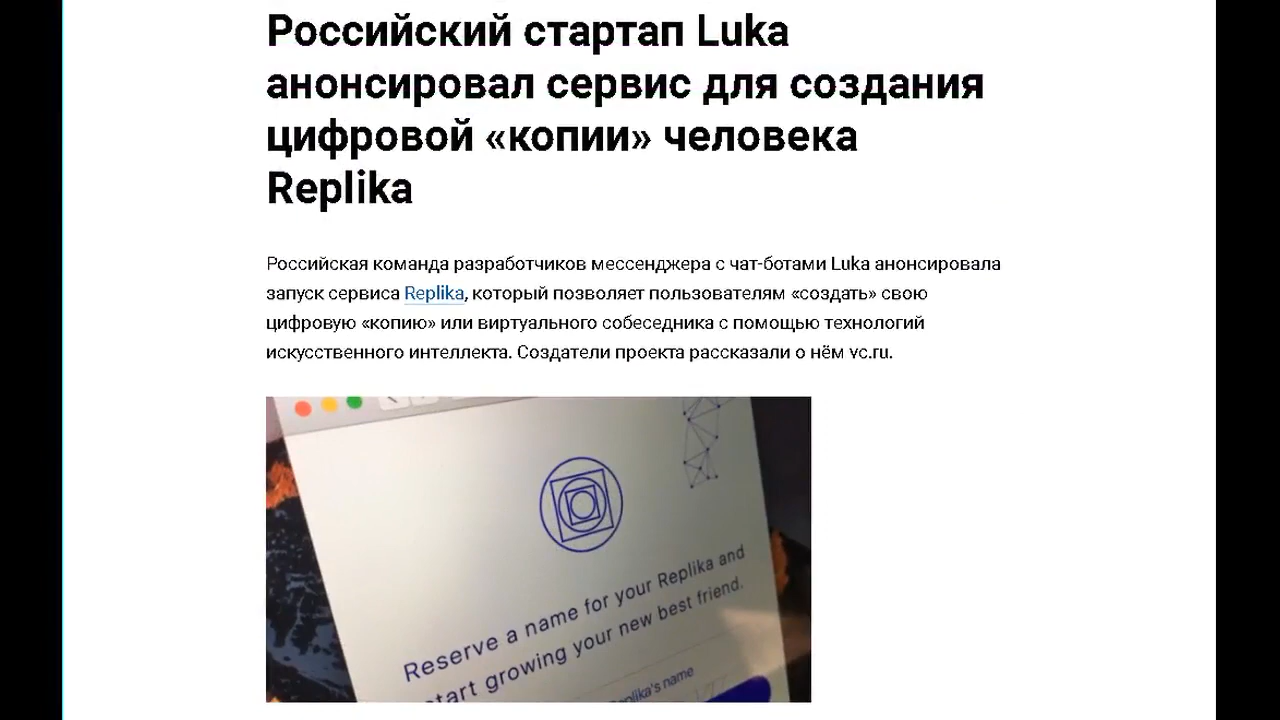 Российский стартап Luka
анонсировал сервис для создания
цифровой «копии» человека
Replika
Российская команда разработчиков мессенджера с чат-ботами Luka анонсировала
запуск сервиса Replika, который позволяет пользователям «создать» свою
цифровую «копию» или виртуального собеседника с помощью технологий
искусственного интеллекта. Создатели проекта рассказали о нём vc.ru.
Reserve a name for your Replika and
start growing your new best friend.
Replika's name